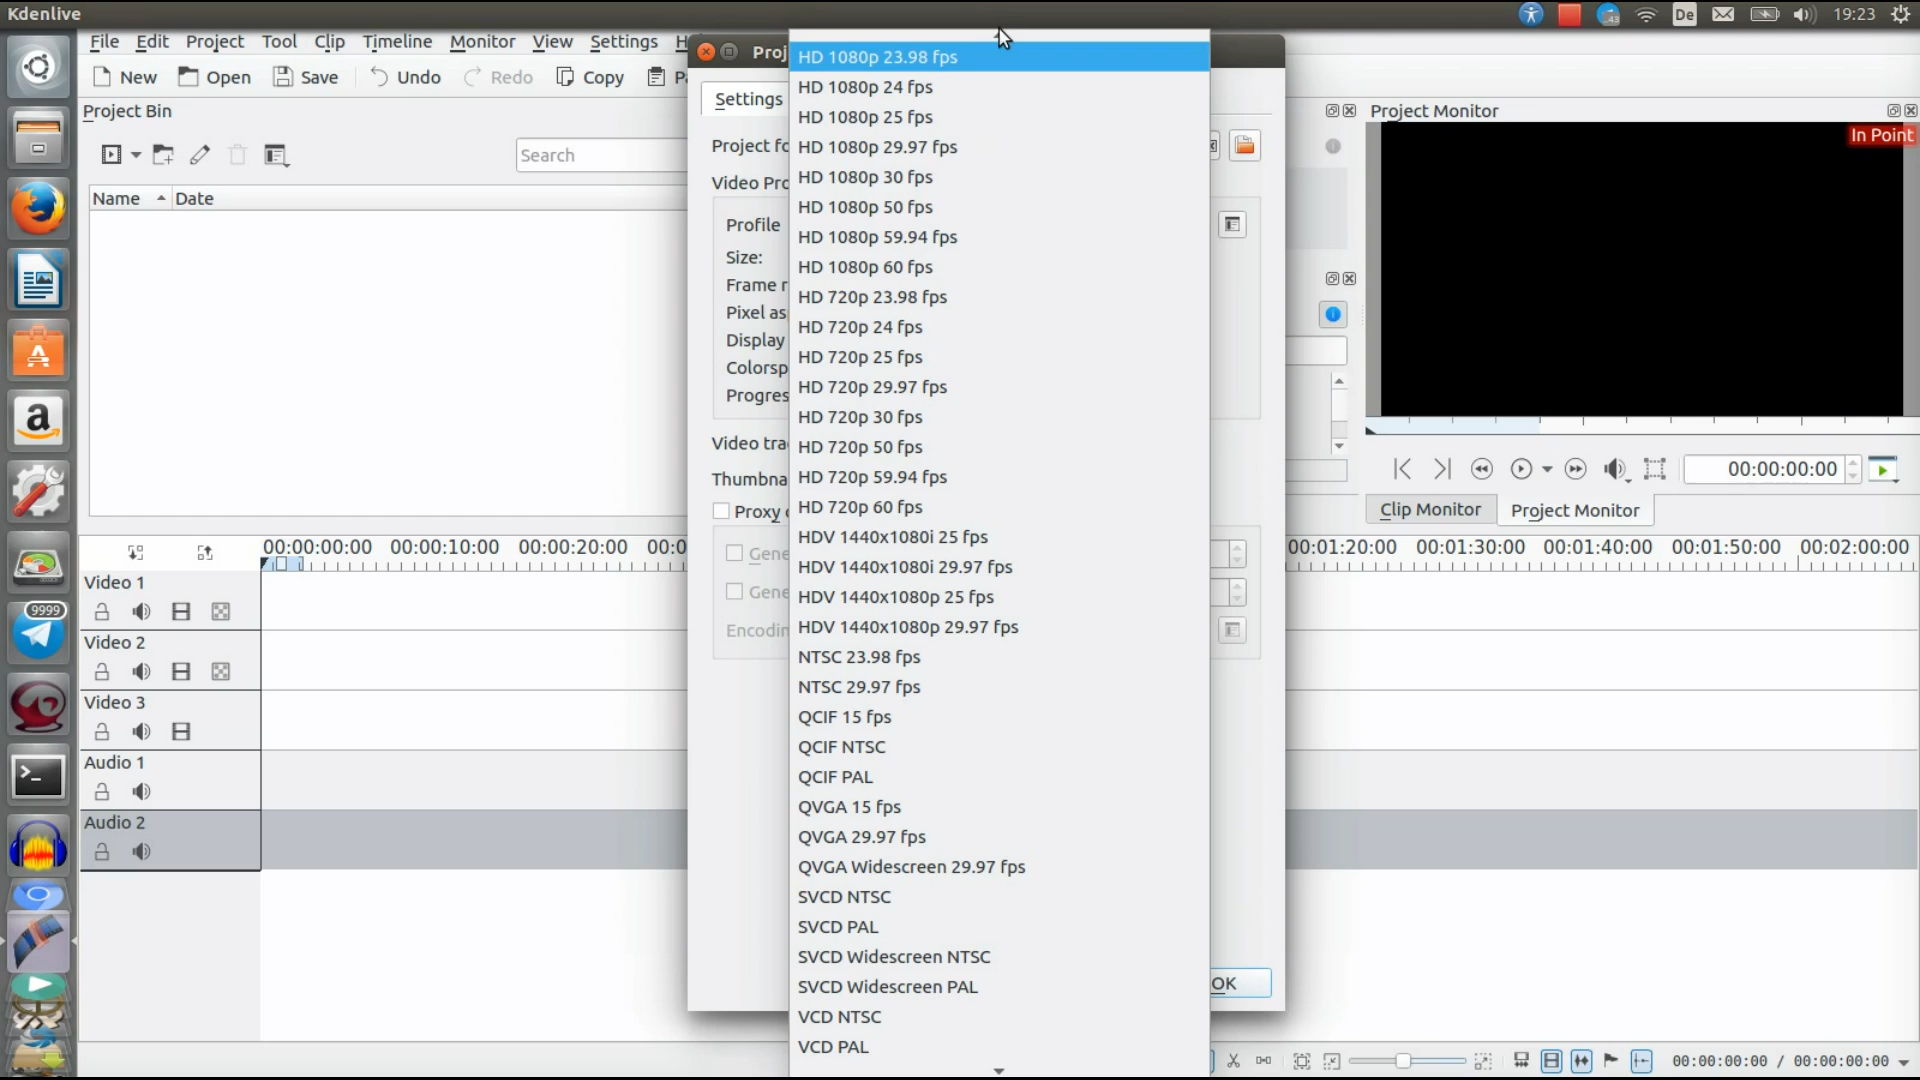 Kdenlive
De
19:23
File Edit Project Tool Clip Timeline Monitor View Settings H
New Open Save Undo Redo Copy Pa
Project Bin
Search
Name Date
Proj
Settings
Project fo
Video Pro
Profile
Size:
Frame r
Pixel as
Display
Colorsp
Progres
Video tra
Thumbna
Proxy c
Gene
Gene
Encodin
OK
HD 1080p 23.98 fps
HD 1080p 24 fps
HD 1080p 25 fps
HD 1080p 29.97 fps
HD 1080p 30 fps
HD 1080p 50 fps
HD 1080p 59.94 fps
HD 1080p 60 fps
HD 720p 23.98 fps
HD 720p 24 fps
HD 720p 25 fps
HD 720p 29.97 fps
HD 720p 30 fps
HD 720p 50 fps
HD 720p 59.94 fps
HD 720p 60 fps
HDV 1440x1080i 25 fps
HDV 1440x1080i 29.97 fps
HDV 1440x1080p 25 fps
HDV 1440x1080p 29.97 fps
NTSC 23.98 fps
NTSC 29.97 fps
QCIF 15 fps
QCIF NTSC
QCIF PAL
QVGA 15 fps
QVGA 29.97 fps
QVGA Widescreen 29.97 fps
SVCD NTSC
SVCD PAL
SVCD Widescreen NTSC
SVCD Widescreen PAL
VCD NTSC
VCD PAL
Project Monitor
In Point
00:00:00:00
Clip Monitor Project Monitor
00:00:00:00 00:00:10:00 00:00:20:00 00:0
00:01:20:00 00:01:30:00 00:01:40:00 00:01:50:00 00:02:00:00
Video 1
Video 2
Video 3
Audio 1
Audio 2
9999
00:00:00:00 / 00:00:00:00